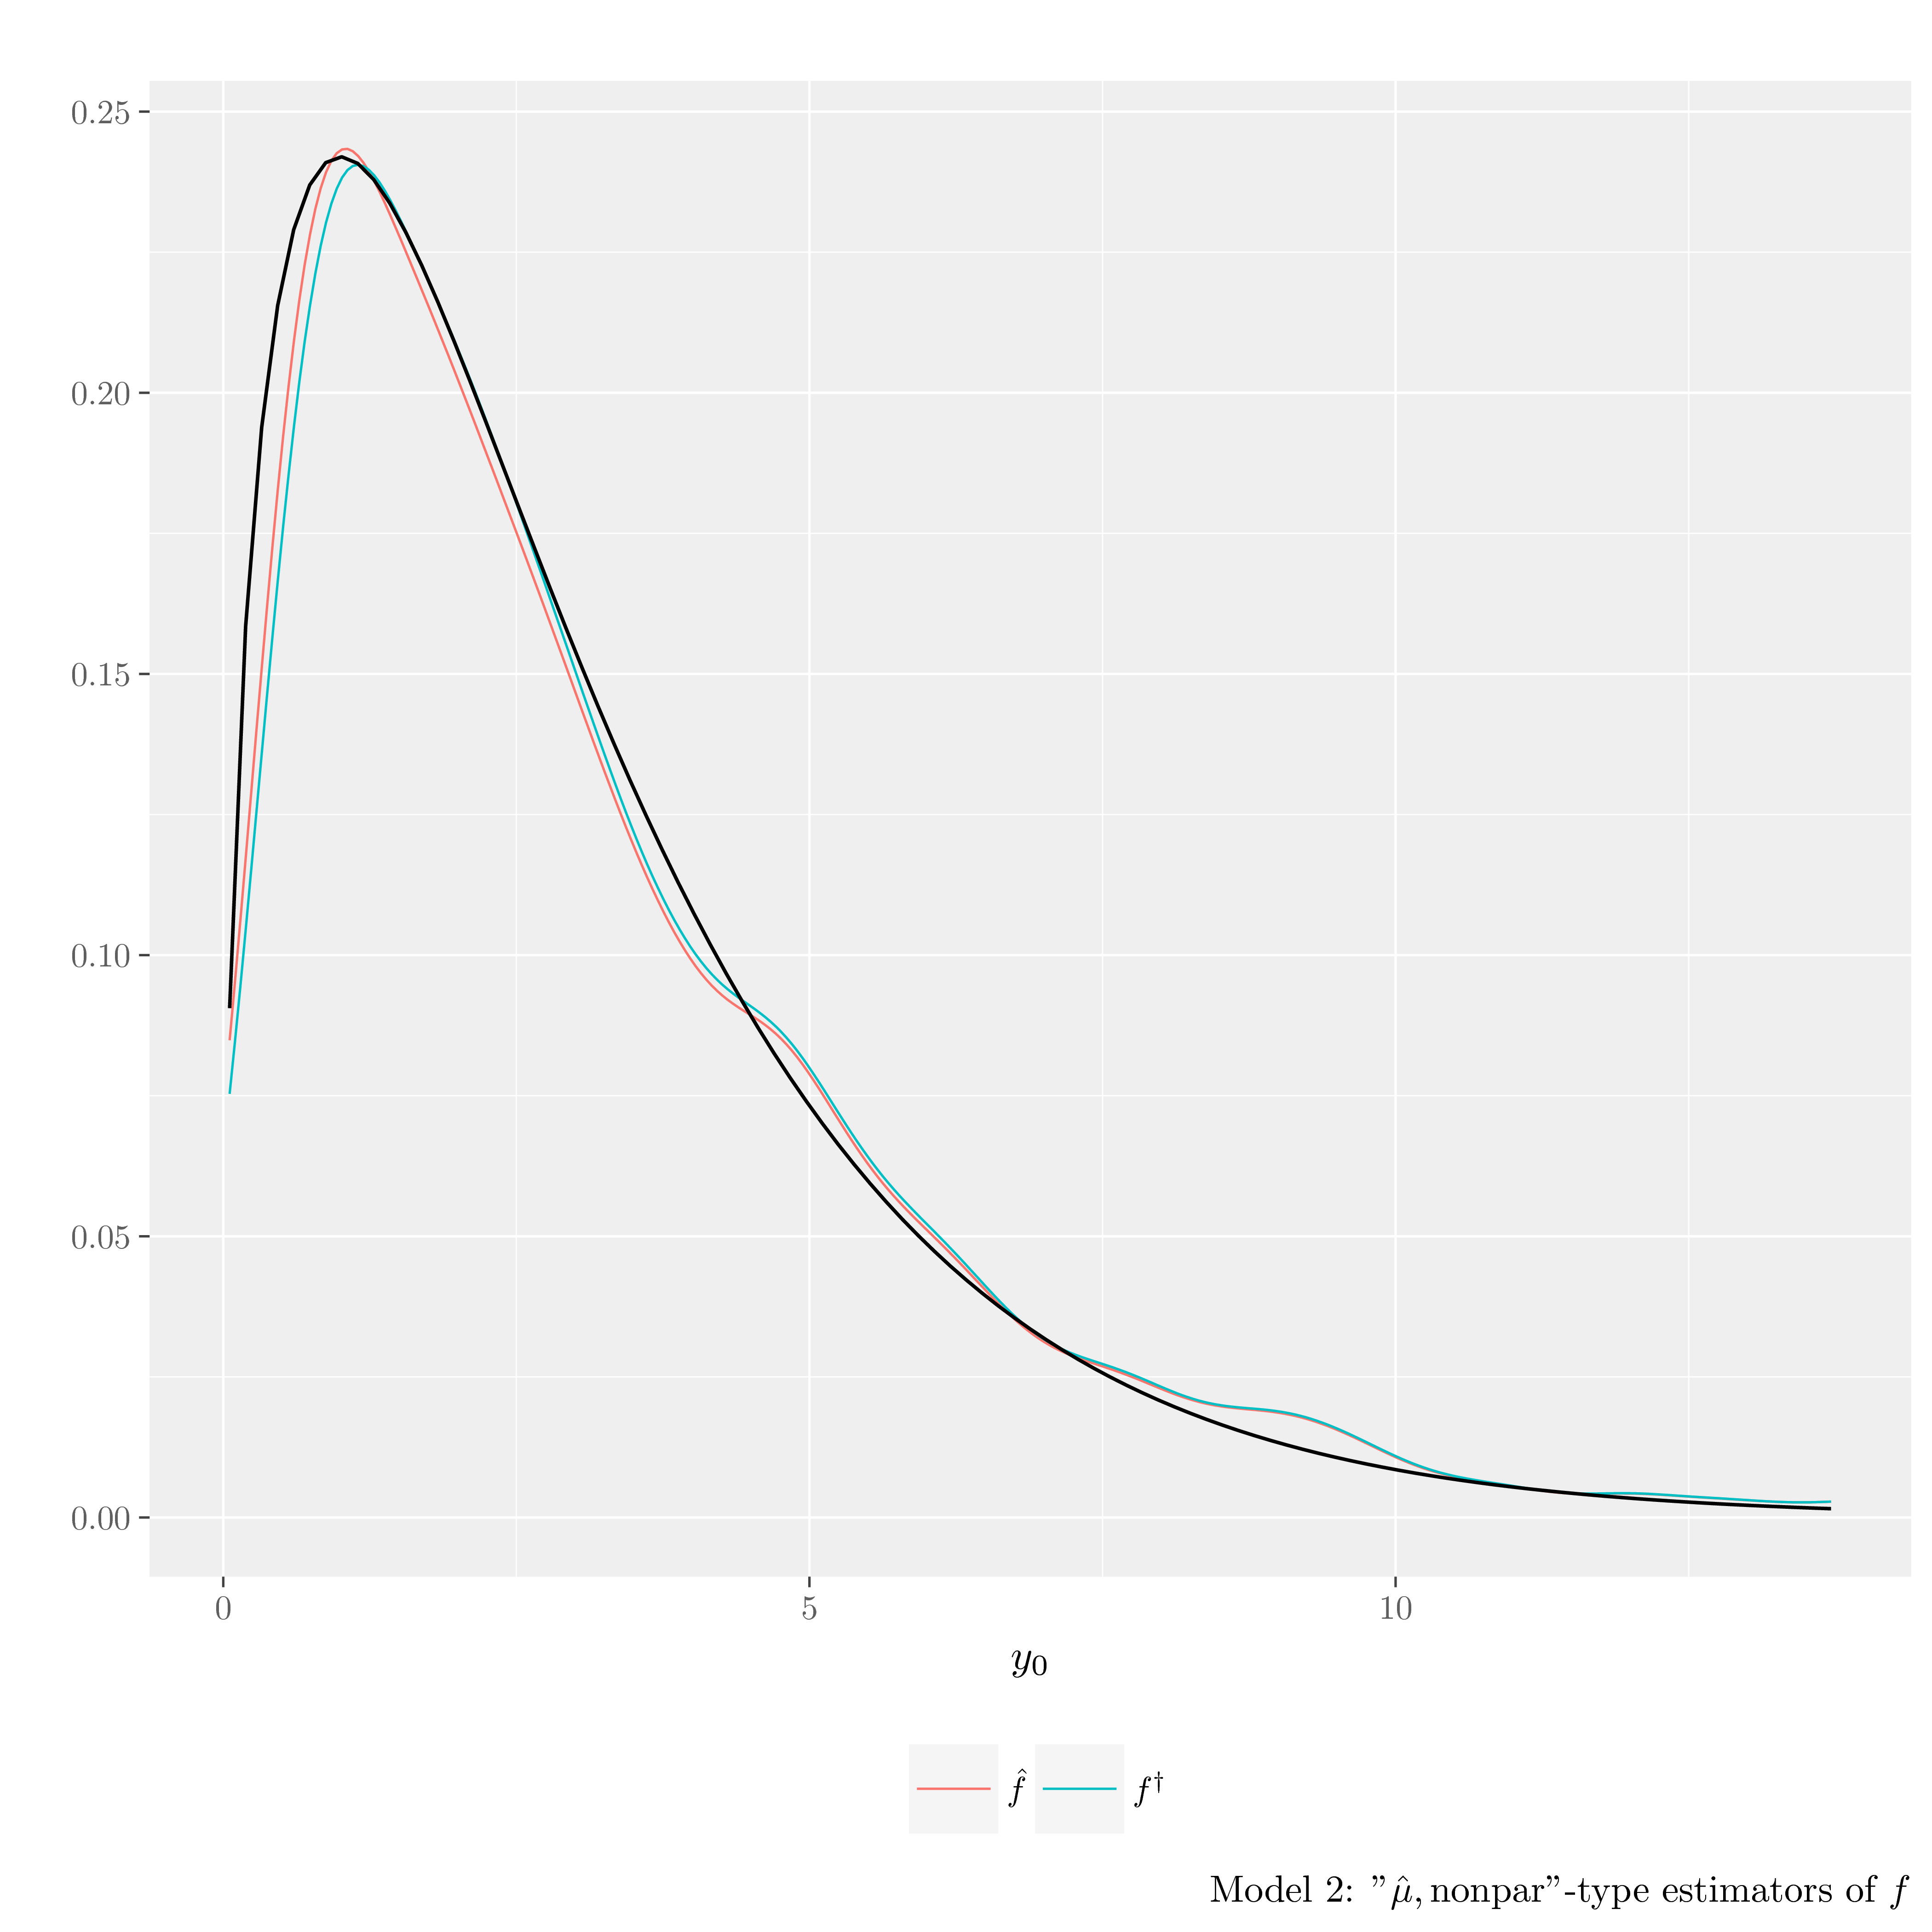 0.25
0.20
0.15
0.10
0.05
0.00
0 5 10
y₀
f̂ f†
Model 2: ”μ̂, nonpar”-type estimators of f